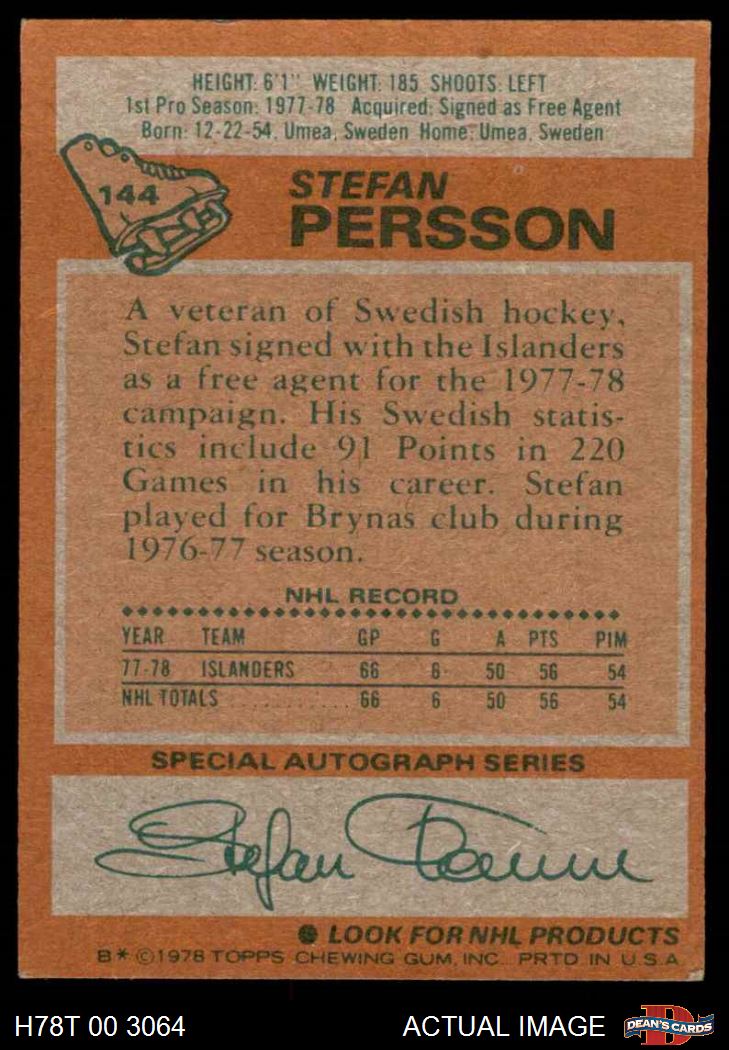 HEIGHT: 6'1" WEIGHT: 185 SHOOTS: LEFT
1st Pro Season: 1977-78 Acquired: Signed as Free Agent
Born: 12-22-54, Umea, Sweden Home: Umea, Sweden
144
STEFAN
PERSSON
A veteran of Swedish hockey,
Stefan signed with the Islanders
as a free agent for the 1977-78
campaign. His Swedish statis-
tics include 91 Points in 220
Games in his career. Stefan
played for Brynas club during
1976-77 season.
NHL RECORD
YEAR TEAM GP G A PTS PIM
77-78 ISLANDERS 66 6 50 56 54
NHL TOTALS 66 6 50 56 54
SPECIAL AUTOGRAPH SERIES
Stefan Persson
LOOK FOR NHL PRODUCTS
B* ©1978 TOPPS CHEWING GUM, INC. PRTD IN U.S.A.
H78T 00 3064 ACTUAL IMAGE DEAN'S CARDS